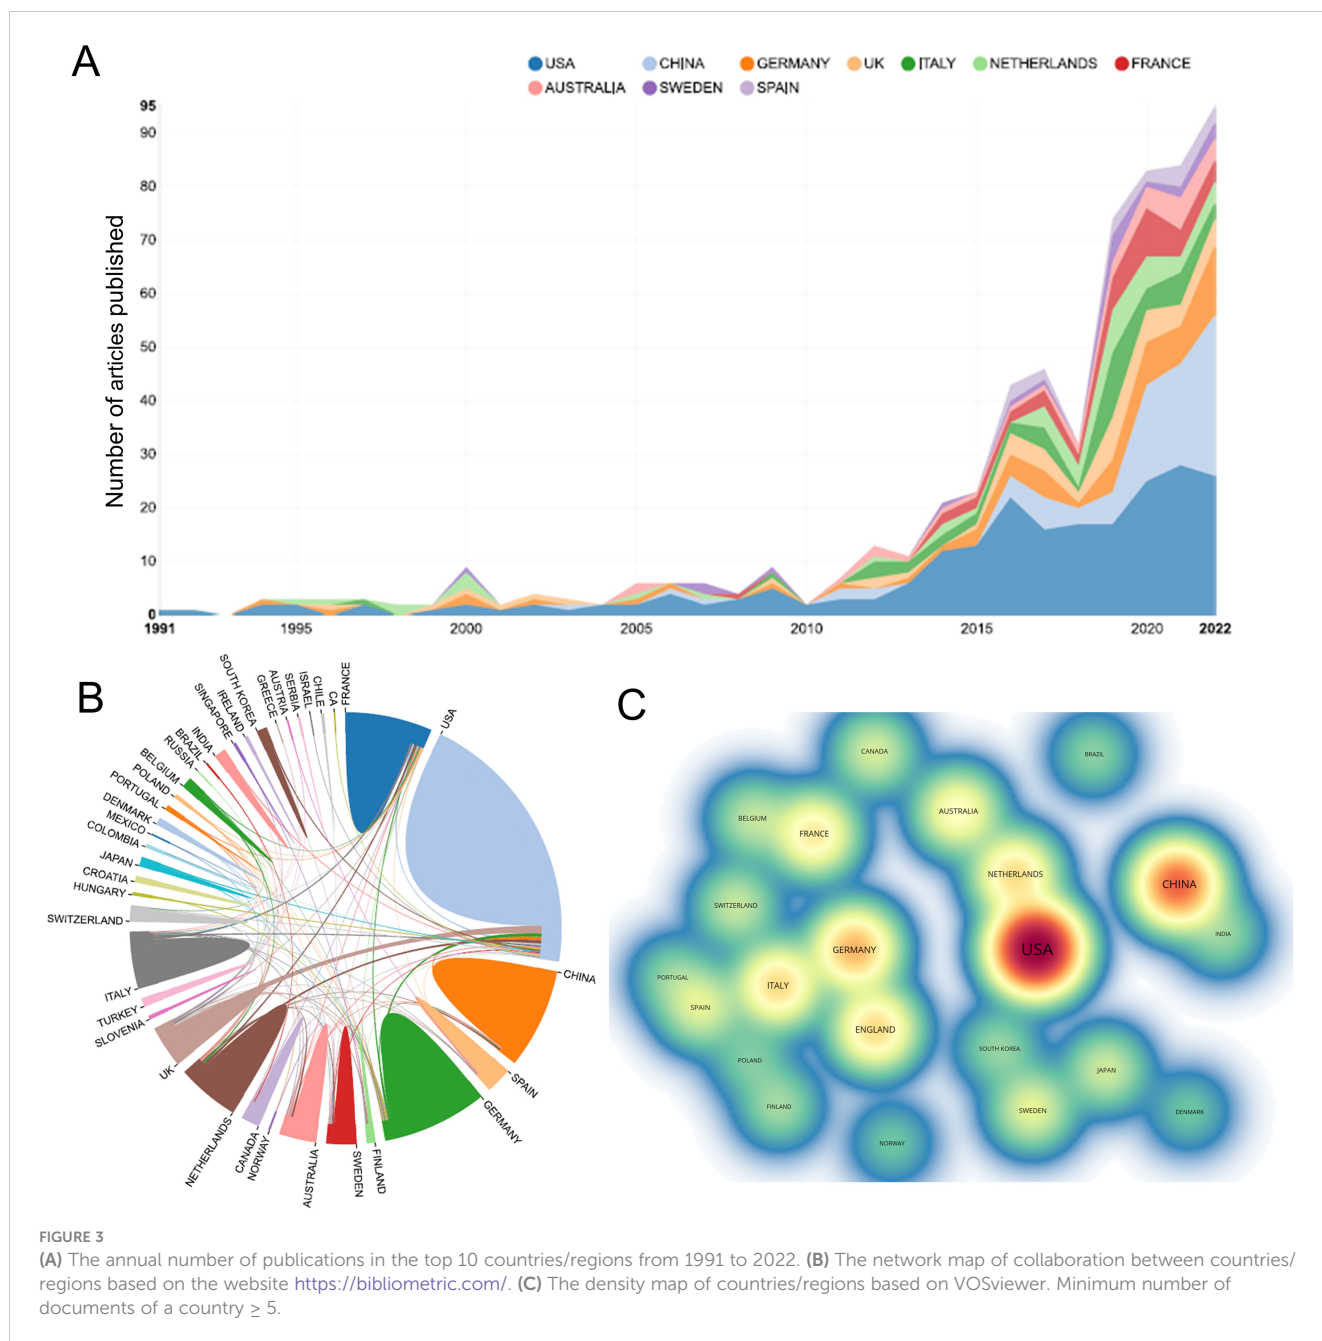 A
USA CHINA GERMANY UK ITALY NETHERLANDS FRANCE
AUSTRALIA SWEDEN SPAIN
Number of articles published
95
90
80
70
60
50
40
30
20
10
0
1991 1995 2000 2005 2010 2015 2020 2022
B
FRANCE
USA
CHINA
SPAIN
GERMANY
FINLAND
SWEDEN
AUSTRALIA
NORWAY
CANADA
NETHERLANDS
UK
SLOVENIA
TURKEY
ITALY
SWITZERLAND
HUNGARY
CROATIA
JAPAN
COLOMBIA
MEXICO
DENMARK
PORTUGAL
POLAND
BELGIUM
RUSSIA
BRAZIL
INDIA
SINGAPORE
IRELAND
SOUTH KOREA
GREECE
AUSTRIA
SERBIA
ISRAEL
CHILE
CA
C
CANADA
BRAZIL
AUSTRALIA
BELGIUM
FRANCE
NETHERLANDS
CHINA
SWITZERLAND
INDIA
GERMANY
USA
PORTUGAL
ITALY
SPAIN
ENGLAND
SOUTH KOREA
POLAND
JAPAN
FINLAND
SWEDEN
DENMARK
NORWAY
FIGURE 3
(A) The annual number of publications in the top 10 countries/regions from 1991 to 2022. (B) The network map of collaboration between countries/
regions based on the website https://bibliometric.com/. (C) The density map of countries/regions based on VOSviewer. Minimum number of
documents of a country ≥ 5.